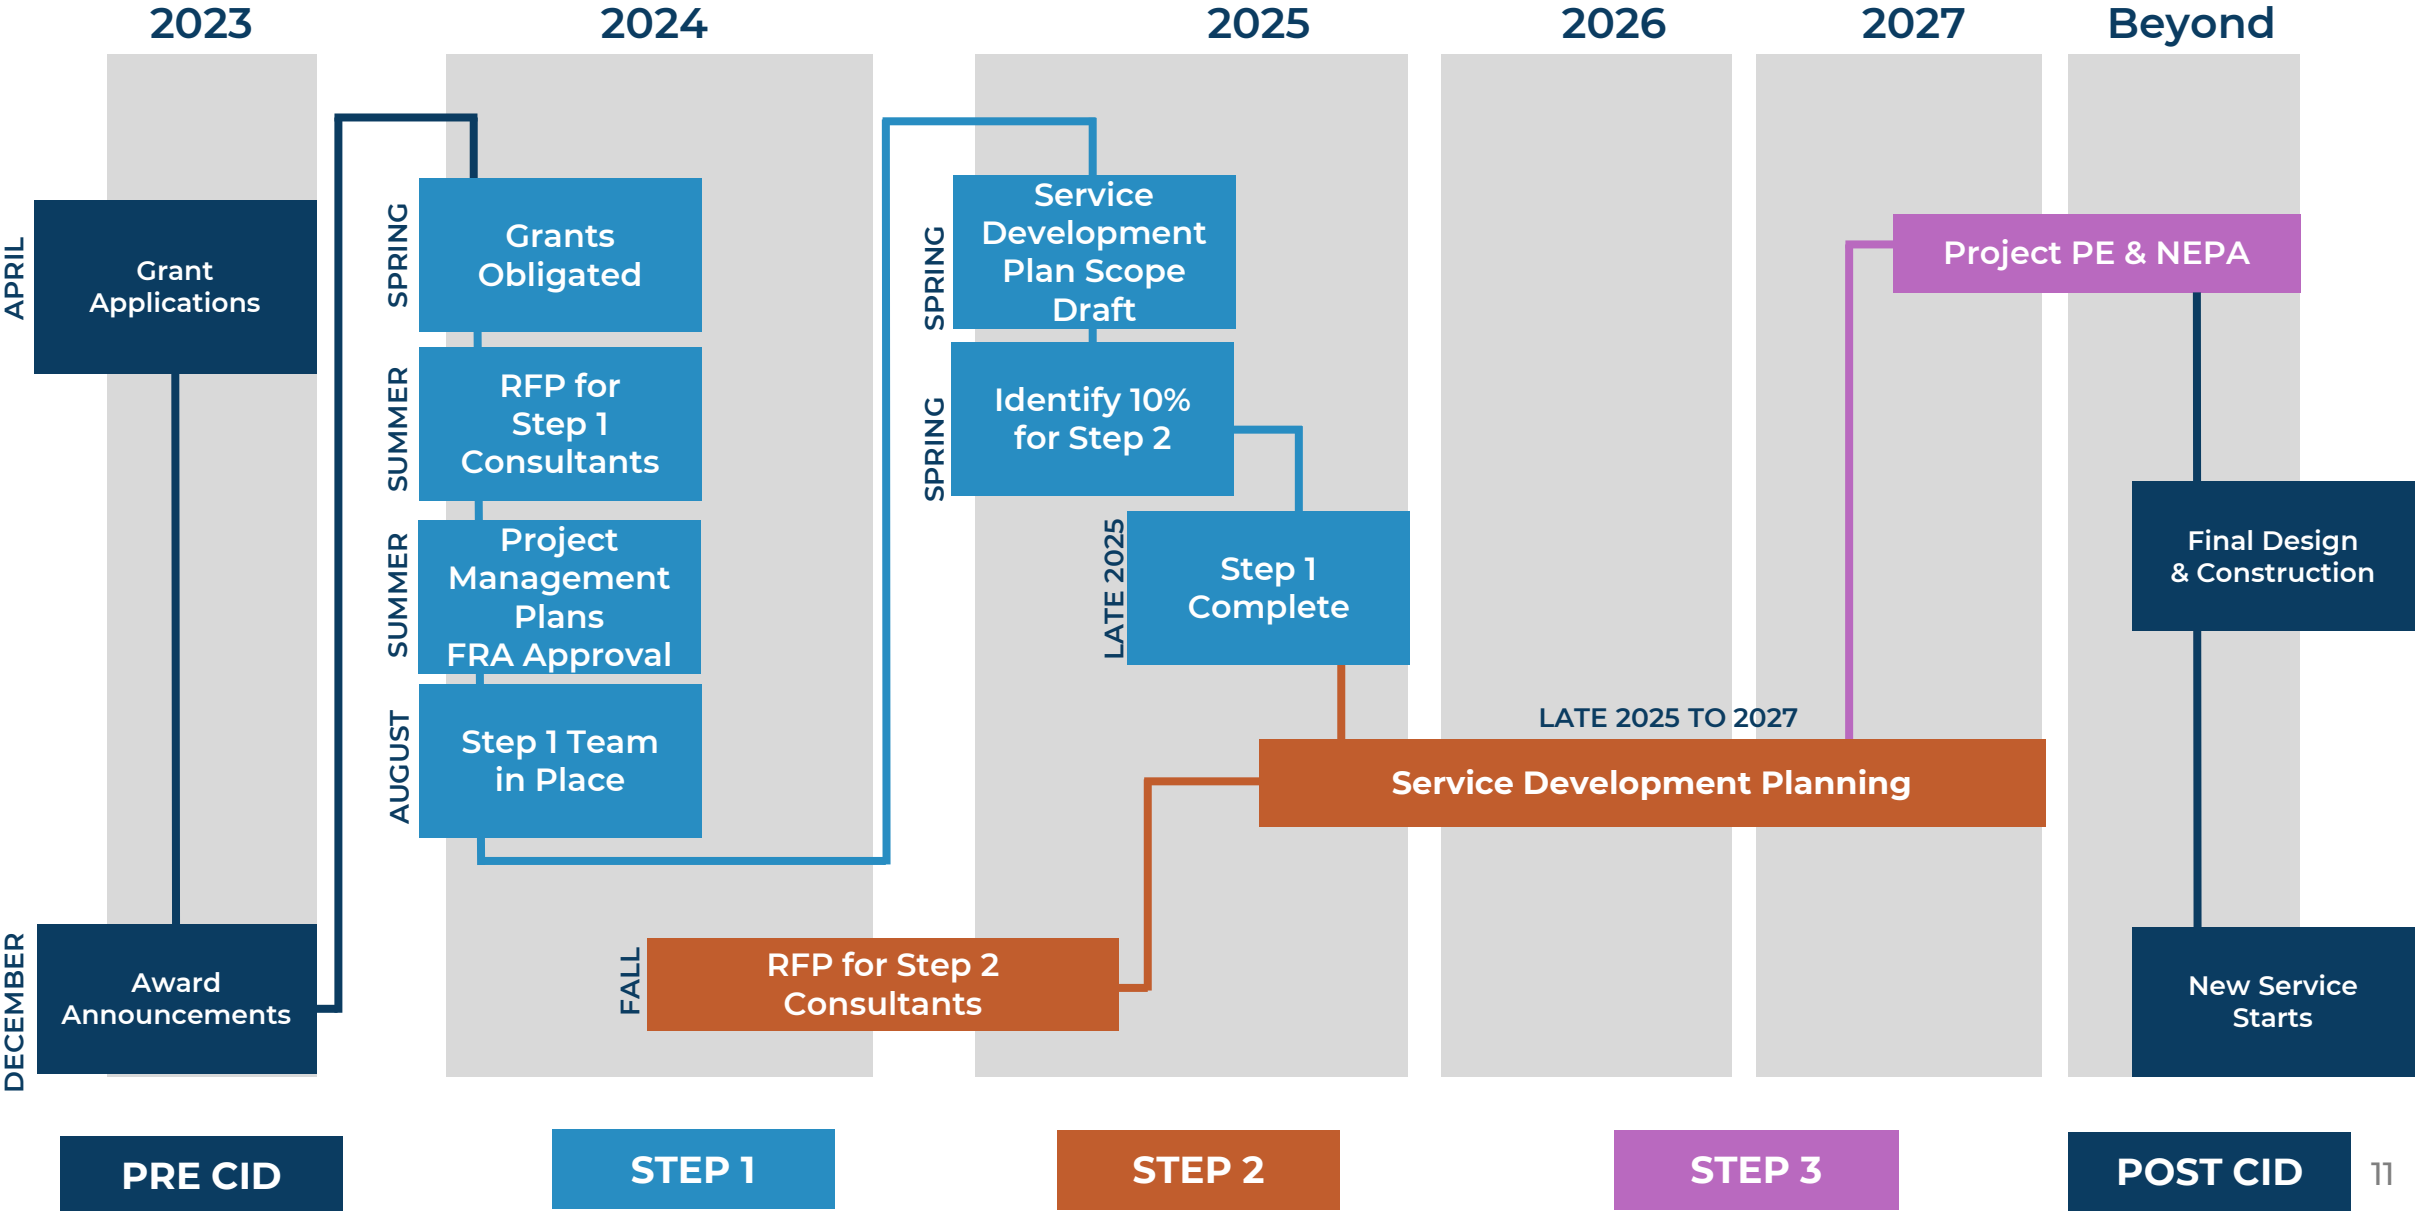 2023
2024
2025
2026
2027
Beyond
APRIL
Grant
Applications
DECEMBER
Award
Announcements
SPRING
Grants
Obligated
SUMMER
RFP for
Step 1
Consultants
SUMMER
Project
Management
Plans
FRA Approval
AUGUST
Step 1 Team
in Place
FALL
RFP for Step 2
Consultants
SPRING
Service
Development
Plan Scope
Draft
SPRING
Identify 10%
for Step 2
LATE 2025
Step 1
Complete
LATE 2025 TO 2027
Service Development Planning
Project PE & NEPA
Final Design
& Construction
New Service
Starts
PRE CID
STEP 1
STEP 2
STEP 3
POST CID
11